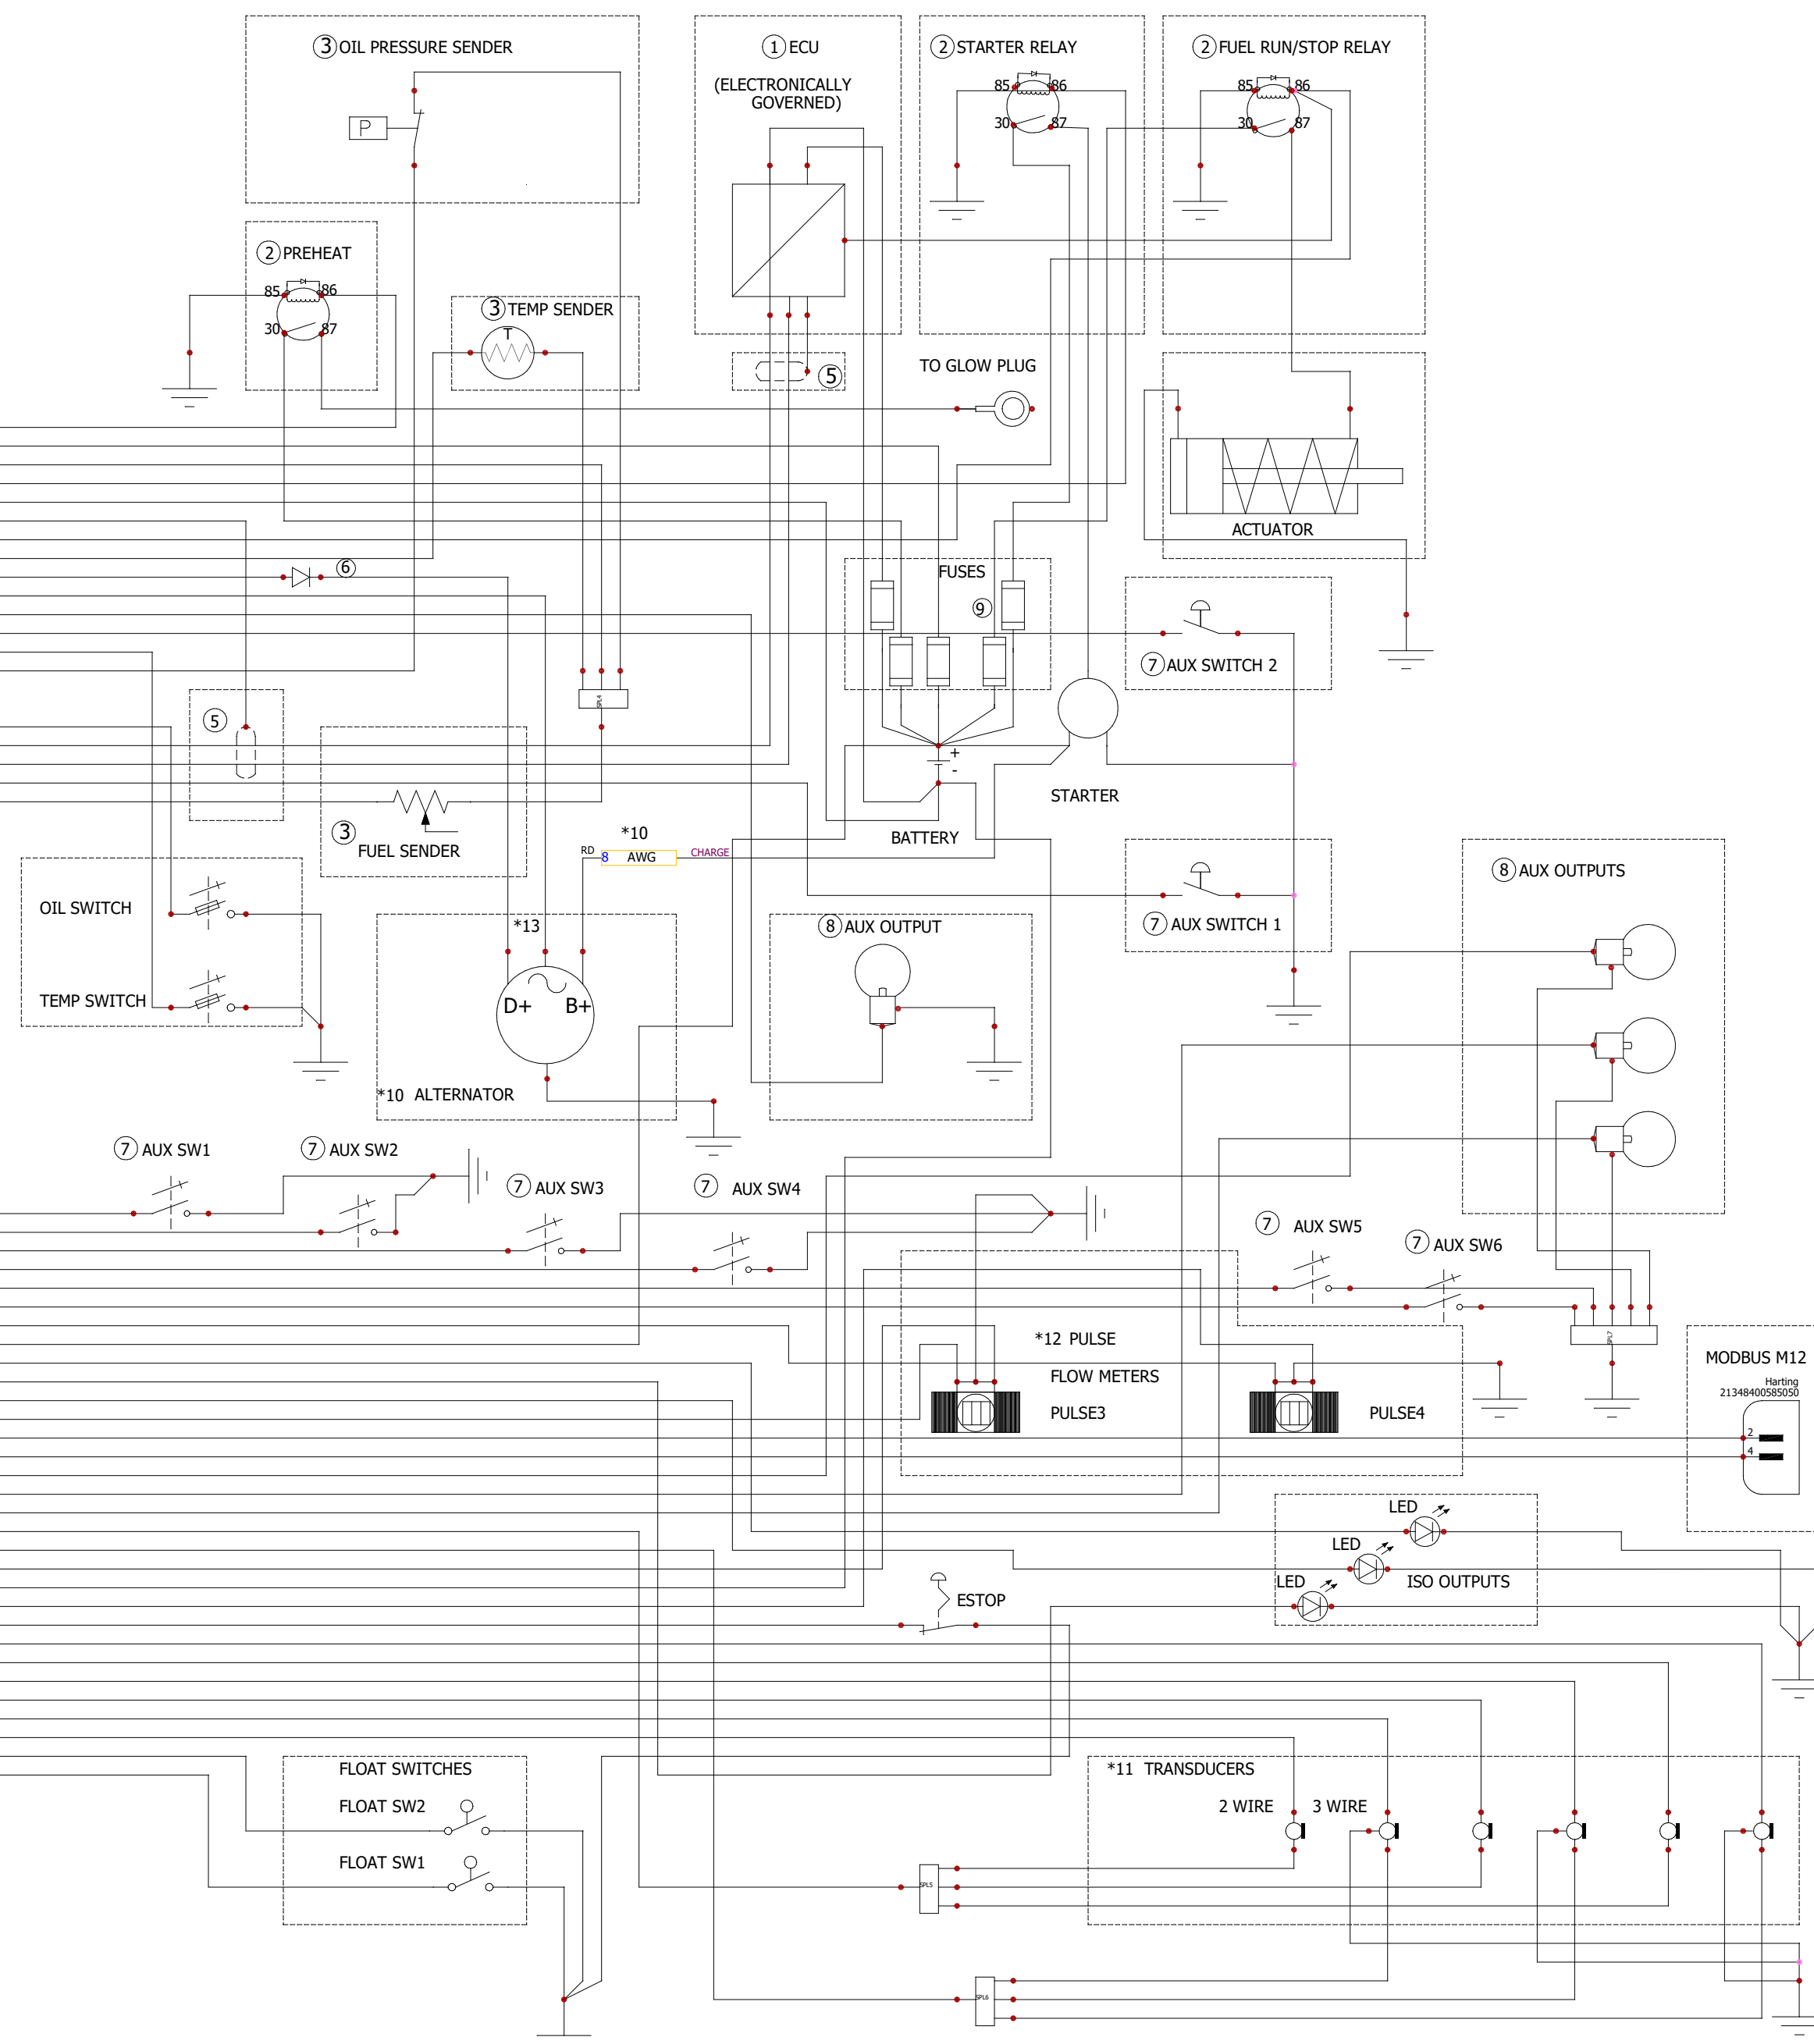 3 OIL PRESSURE SENDER
P
1 ECU
(ELECTRONICALLY
GOVERNED)
2 STARTER RELAY
85 86
30 87
2 FUEL RUN/STOP RELAY
85 86
30 87
2 PREHEAT
85 86
30 87
3 TEMP SENDER
T
5
TO GLOW PLUG
ACTUATOR
6
FUSES
9
7 AUX SWITCH 2
SPL4
5
3
FUEL SENDER
+
-
STARTER
BATTERY
*10
RD 8 AWG CHARGE
OIL SWITCH
TEMP SWITCH
*13
D+ B+
*10 ALTERNATOR
8 AUX OUTPUT
7 AUX SWITCH 1
8 AUX OUTPUTS
7 AUX SW1
7 AUX SW2
7 AUX SW3
7 AUX SW4
7 AUX SW5
7 AUX SW6
SPL7
*12 PULSE
FLOW METERS
PULSE3
PULSE4
MODBUS M12
Harting
21348400585050
2
4
LED
LED
LED
ISO OUTPUTS
ESTOP
FLOAT SWITCHES
FLOAT SW2
FLOAT SW1
*11 TRANSDUCERS
2 WIRE 3 WIRE
SPL5
SPL6